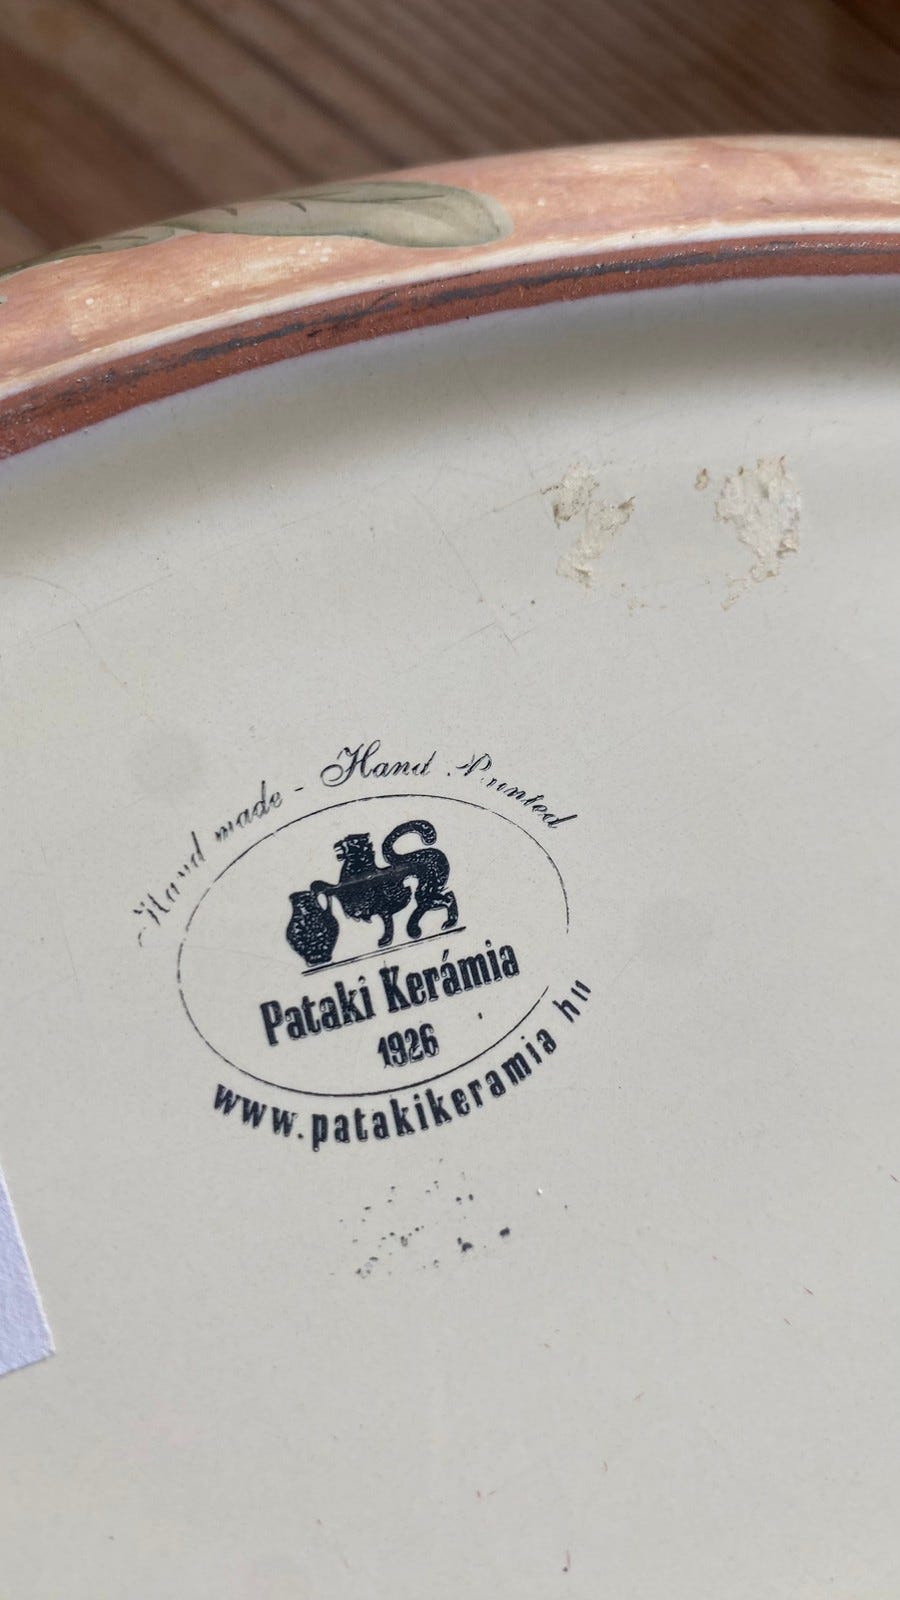 Hand made - Hand Painted
Pataki Kerámia
1926
www.patakikeramia.hu